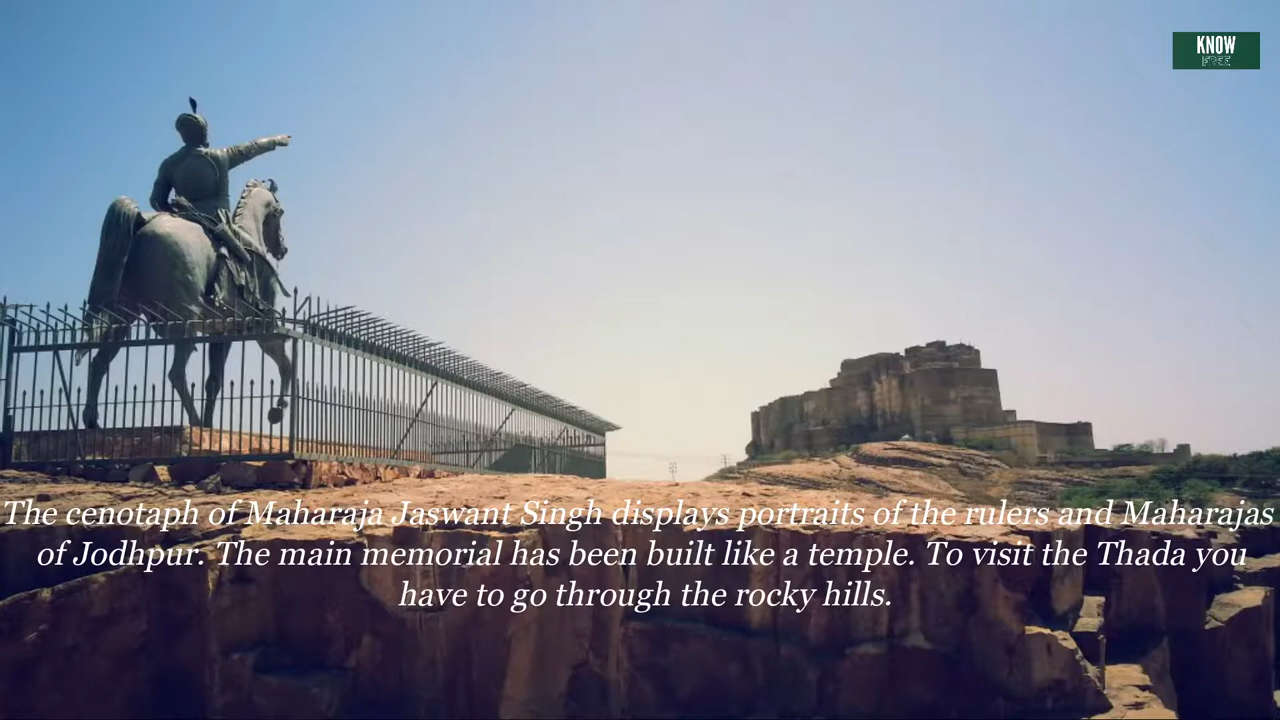 KNOW
FREE
The cenotaph of Maharaja Jaswant Singh displays portraits of the rulers and Maharajas
of Jodhpur. The main memorial has been built like a temple. To visit the Thada you
have to go through the rocky hills.